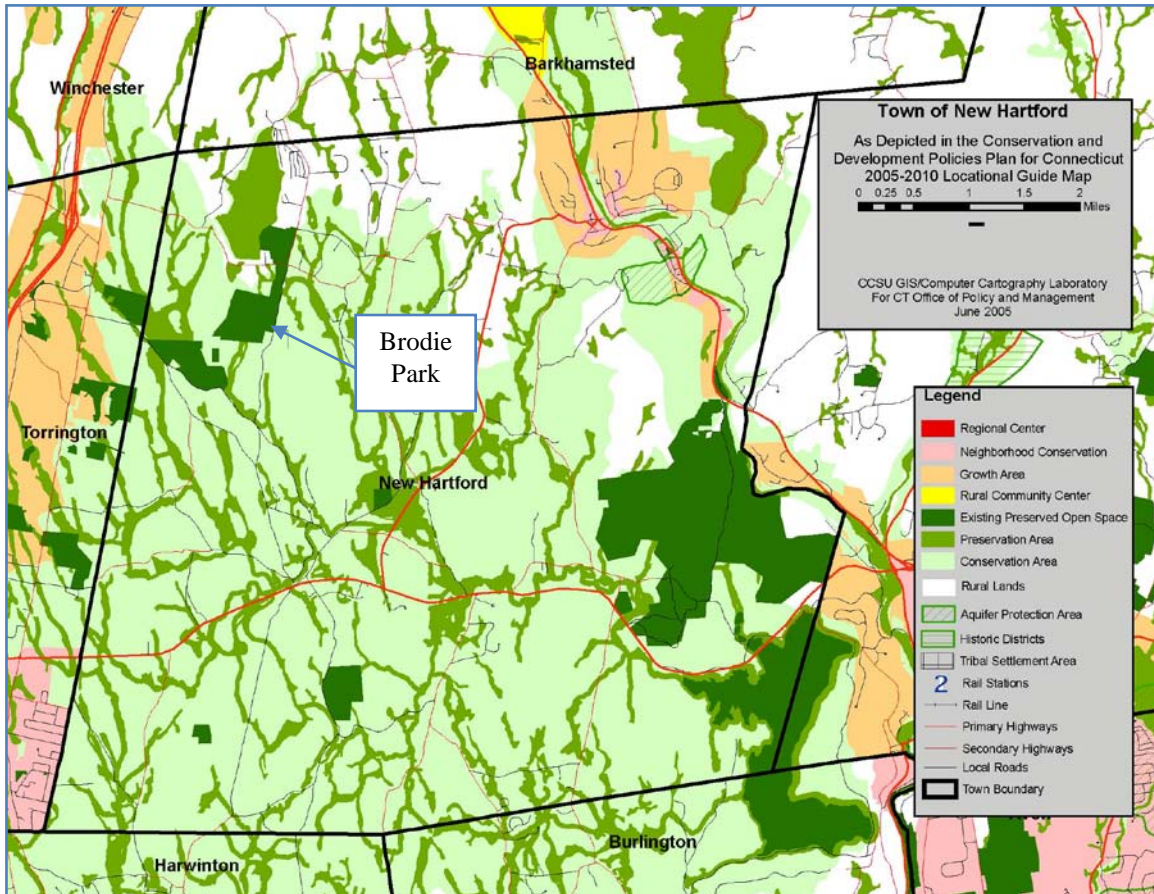 Winchester
Barkhamsted
Town of New Hartford
As Depicted in the Conservation and
Development Policies Plan for Connecticut
2005-2010 Locational Guide Map
0 0.25 0.5 1 1.5 2
Miles
CCSU GIS/Computer Cartography Laboratory
For CT Office of Policy and Management
June 2005
Brodie
Park
Torrington
New Hartford
Legend
Regional Center
Neighborhood Conservation
Growth Area
Rural Community Center
Existing Preserved Open Space
Preservation Area
Conservation Area
Rural Lands
Aquifer Protection Area
Historic Districts
Tribal Settlement Area
2 Rail Stations
Rail Line
Primary Highways
Secondary Highways
Local Roads
Town Boundary
Burlington
Harwinton